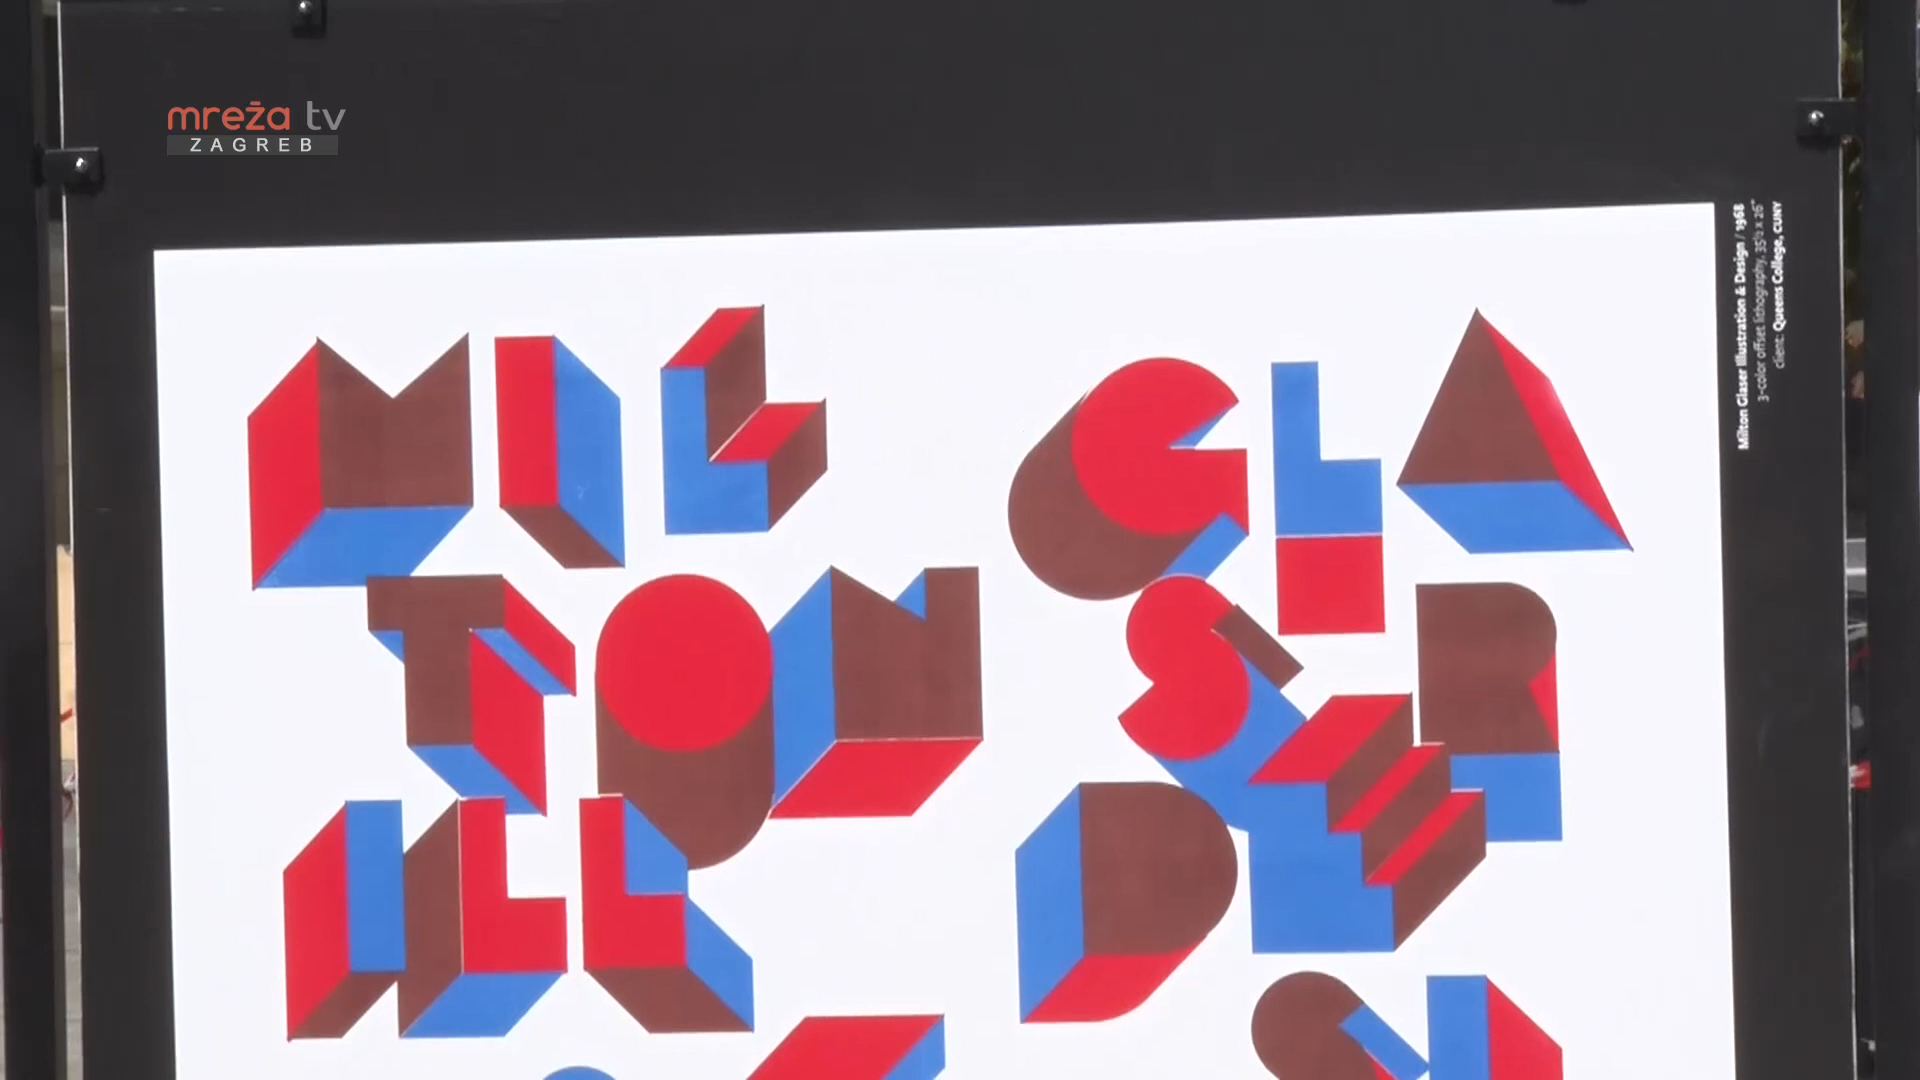 mreža tv
ZAGREB
MIL
TON
ILL
GLA
SER
DE
SI
Milton Glaser Illustration & Design / 1968
3-color offset lithography, 35½ x 26"
client: Queens College, CUNY